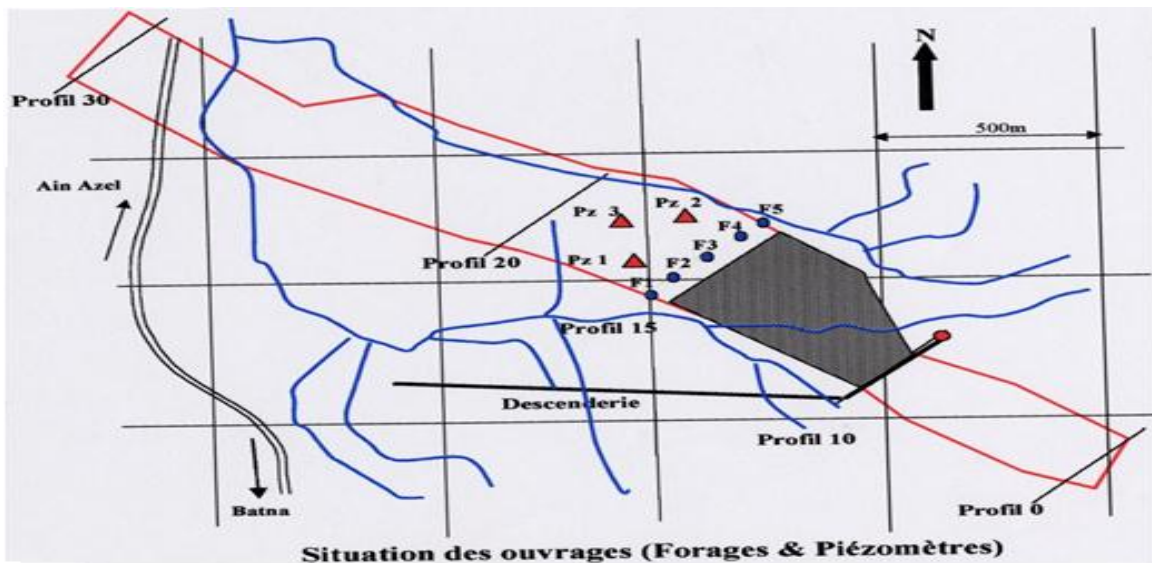 N
Profil 30
500m
Ain Azel
Pz 3
Pz 2
F5
F4
F3
Profil 20
Pz 1
F2
F1
Profil 15
Descenderie
Profil 10
Batna
Profil 0
Situation des ouvrages (Forages & Piézomètres)